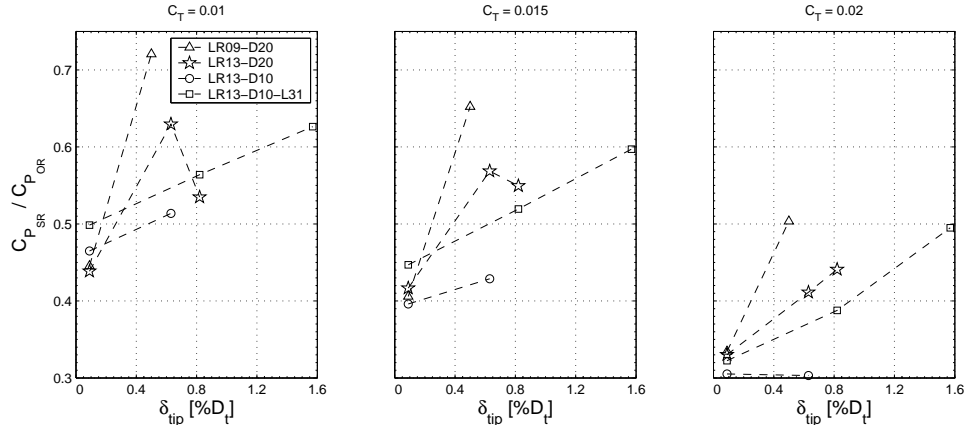 C_T = 0.01
C_T = 0.015
C_T = 0.02
LR09−D20
LR13−D20
LR13−D10
LR13−D10−L31
C_P_SR / C_P_OR
0.7
0.6
0.5
0.4
0.3
0 0.4 0.8 1.2 1.6
0 0.4 0.8 1.2 1.6
0 0.4 0.8 1.2 1.6
δ_tip [%D_t]
δ_tip [%D_t]
δ_tip [%D_t]